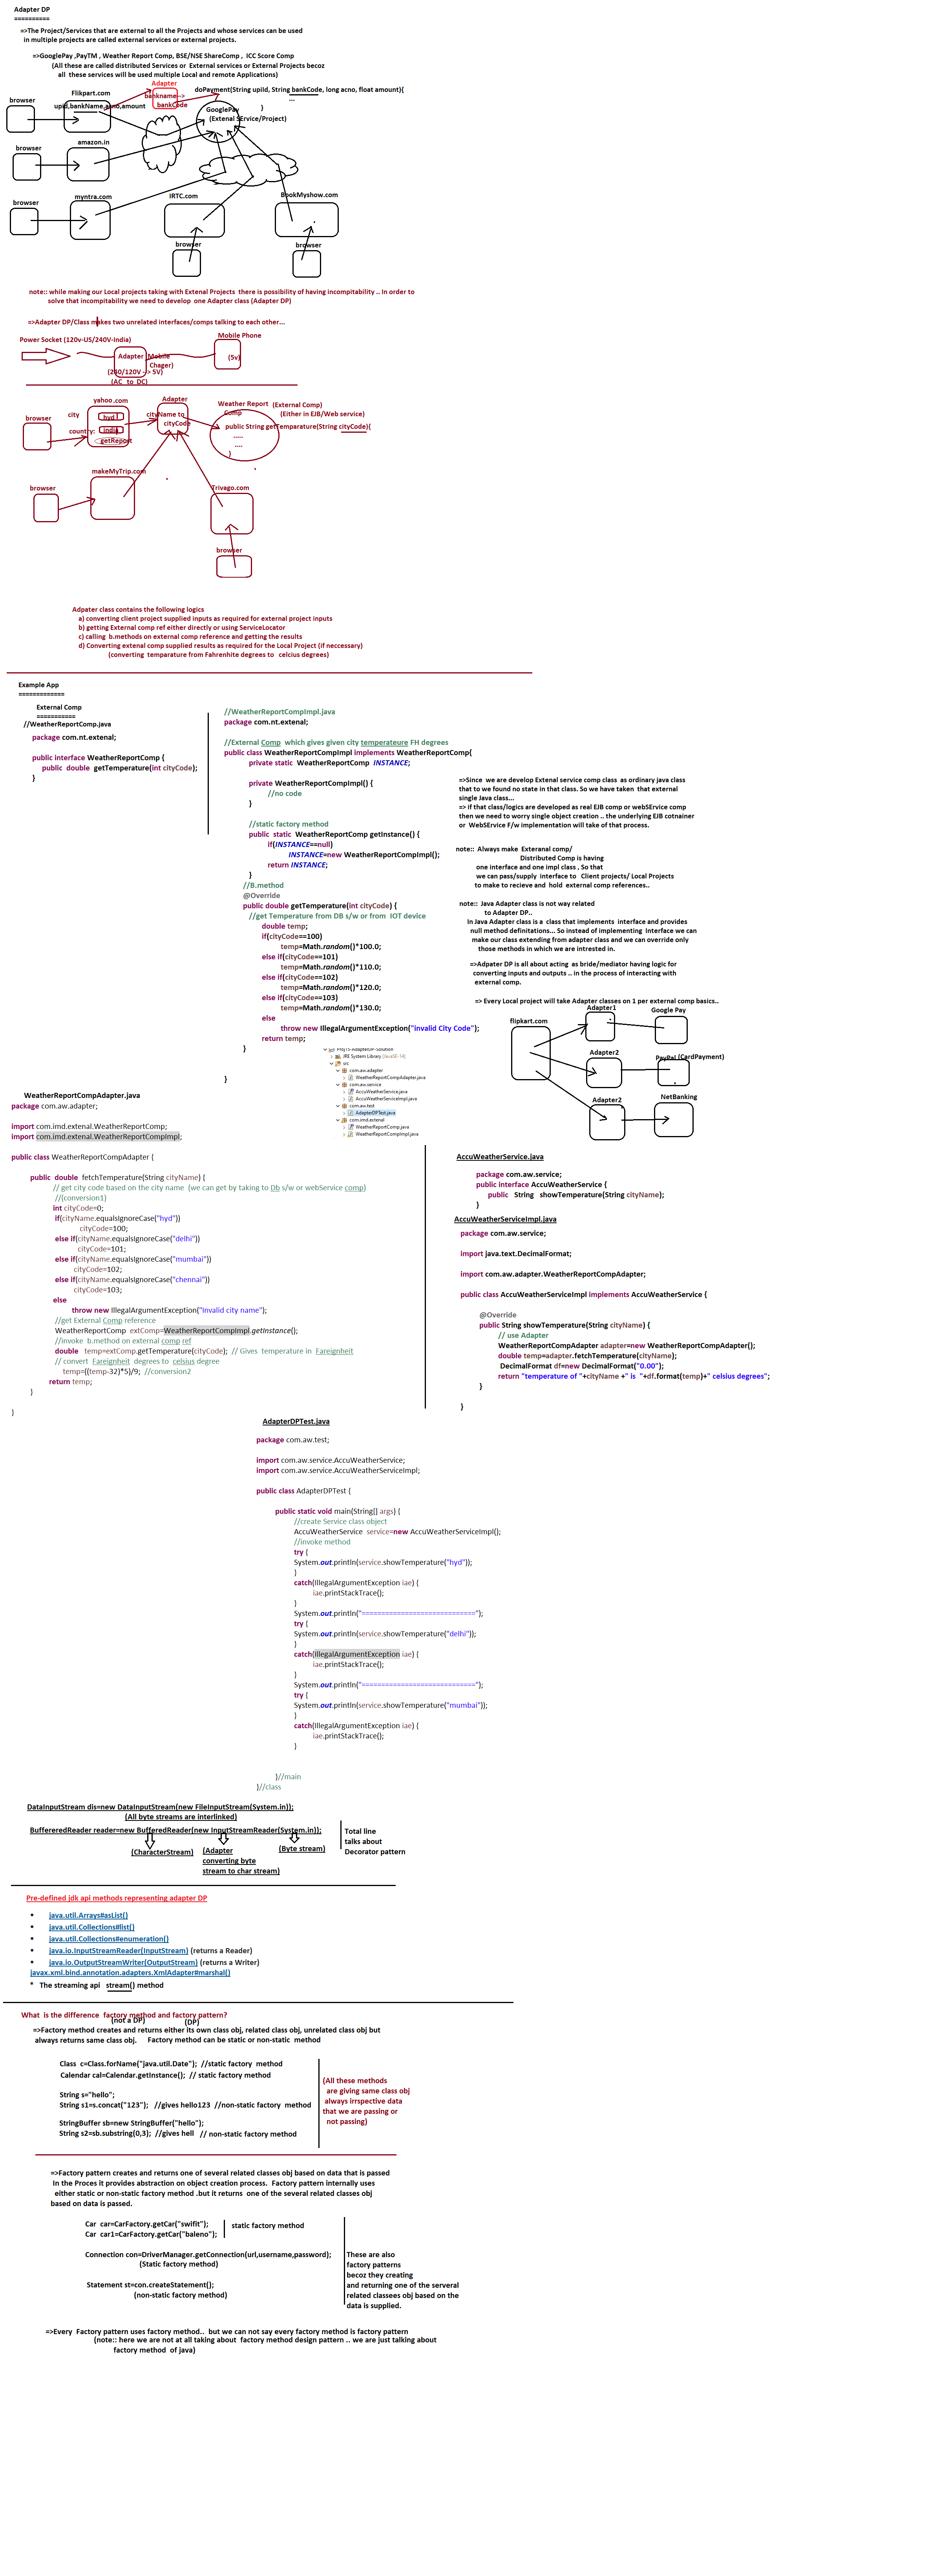 Adapter DP
==========
=>The Project/Services that are external to all the Projects and whose services can be used
in multiple projects are called external services or external projects.
=>GooglePay ,PayTM , Weather Report Comp, BSE/NSE ShareComp , ICC Score Comp
(All these are called distributed Services or External services or External Projects becoz
all these services will be used multiple Local and remote Applications)
Adapter
doPayment(String upiId, String bankCode, long acno, float amount){
...
}
browser
Flikpart.com
bankname-->
bankCode
upiId,bankName,acno,amount
GooglePay
(Extenal SErvice/Project)
browser
amazon.in
browser
myntra.com
IRTC.com
BookMyshow.com
browser
browser
note:: while making our Local projects taking with Extenal Projects there is possibility of having incompitability .. In order to
solve that incompitability we need to develop one Adapter class (Adapter DP)
=>Adapter DP/Class makes two unrelated interfaces/comps talking to each other...
Power Socket (120v-US/240V-India)
Mobile Phone
Adapter (Mobile
Chager)
(5v)
(240/120V --> 5V)
(AC to DC)
yahoo.com
Adapter
Weather Report
Comp
(External Comp)
(Either in EJB/Web service)
browser
city
hyd
country:
india
getReport
cityName to
cityCode
public String getTemparature(String cityCode){
.....
....
}
makeMyTrip.com
browser
Trivago.com
browser
Adpater class contains the following logics
a) converting client project supplied inputs as required for external project inputs
b) getting External comp ref either directly or using ServiceLocator
c) calling b.methods on external comp reference and getting the results
d) Converting extenal comp supplied results as required for the Local Project (if neccessary)
(converting temparature from Fahrenhite degrees to celcius degrees)
Example App
=============
External Comp
===========
//WeatherReportComp.java
package com.nt.extenal;
public interface WeatherReportComp {
public double getTemperature(int cityCode);
}
//WeatherReportCompImpl.java
package com.nt.extenal;
//External Comp which gives given city temperateure FH degrees
public class WeatherReportCompImpl implements WeatherReportComp{
private static WeatherReportComp INSTANCE;
private WeatherReportCompImpl() {
//no code
}
//static factory method
public static WeatherReportComp getInstance() {
if(INSTANCE==null)
INSTANCE=new WeatherReportCompImpl();
return INSTANCE;
}
//B.method
@Override
public double getTemperature(int cityCode) {
//get Temperature from DB s/w or from IOT device
double temp;
if(cityCode==100)
temp=Math.random()*100.0;
else if(cityCode==101)
temp=Math.random()*110.0;
else if(cityCode==102)
temp=Math.random()*120.0;
else if(cityCode==103)
temp=Math.random()*130.0;
else
throw new IllegalArgumentException("invalid City Code");
return temp;
}
}
=>Since we are develop Extenal service comp class as ordinary java class
that to we found no state in that class. So we have taken that external
single Java class...
=> if that class/logics are developed as real EJB comp or webSErvice comp
then we need to worry single object creation .. the underlying EJB cotnainer
or WebSErvice F/w implementation will take of that process.
note:: Always make Exteranal comp/
Distributed Comp is having
one interface and one impl class , So that
we can pass/supply interface to Client projects/ Local Projects
to make to recieve and hold external comp references..
note:: Java Adapter class is not way related
to Adapter DP..
In Java Adapter class is a class that implements interface and provides
null method definitations... So instead of implementing Interface we can
make our class extending from adapter class and we can override only
those methods in which we are intrested in.
=>Adpater DP is all about acting as bride/mediator having logic for
converting inputs and outputs .. in the process of interacting with
external comp.
=> Every Local project will take Adapter classes on 1 per external comp basics..
flipkart.com
Adapter1
Google Pay
Adapter2
PayPal (CardPayment)
Adapter2
NetBanking
ProjTS-AdapterDP-Solution
JRE System Library [JavaSE-14]
src
com.aw.adapter
WeatherReportCompAdapter.java
com.aw.service
AccuWeatherService.java
AccuWeatherServiceImpl.java
com.aw.test
AdapterDPTest.java
com.imd.extenal
WeatherReportComp.java
WeatherReportCompImpl.java
WeatherReportCompAdapter.java
package com.aw.adapter;
import com.imd.extenal.WeatherReportComp;
import com.imd.extenal.WeatherReportCompImpl;
public class WeatherReportCompAdapter {
public double fetchTemperature(String cityName) {
// get city code based on the city name (we can get by taking to Db s/w or webService comp)
//(conversion1)
int cityCode=0;
if(cityName.equalsIgnoreCase("hyd"))
cityCode=100;
else if(cityName.equalsIgnoreCase("delhi"))
cityCode=101;
else if(cityName.equalsIgnoreCase("mumbai"))
cityCode=102;
else if(cityName.equalsIgnoreCase("chennai"))
cityCode=103;
else
throw new IllegalArgumentException("Invalid city name");
//get External Comp reference
WeatherReportComp extComp=WeatherReportCompImpl.getInstance();
//invoke b.method on external comp ref
double temp=extComp.getTemperature(cityCode); // Gives temperature in Fareignheit
// convert Fareignheit degrees to celsius degree
temp=((temp-32)*5)/9; //conversion2
return temp;
}
}
AccuWeatherService.java
package com.aw.service;
public interface AccuWeatherService {
public String showTemperature(String cityName);
}
AccuWeatherServiceImpl.java
package com.aw.service;
import java.text.DecimalFormat;
import com.aw.adapter.WeatherReportCompAdapter;
public class AccuWeatherServiceImpl implements AccuWeatherService {
@Override
public String showTemperature(String cityName) {
// use Adapter
WeatherReportCompAdapter adapter=new WeatherReportCompAdapter();
double temp=adapter.fetchTemperature(cityName);
DecimalFormat df=new DecimalFormat("0.00");
return "temperature of "+cityName +" is "+df.format(temp)+" celsius degrees";
}
}
AdapterDPTest.java
package com.aw.test;
import com.aw.service.AccuWeatherService;
import com.aw.service.AccuWeatherServiceImpl;
public class AdapterDPTest {
public static void main(String[] args) {
//create Service class object
AccuWeatherService service=new AccuWeatherServiceImpl();
//invoke method
try {
System.out.println(service.showTemperature("hyd"));
}
catch(IllegalArgumentException iae) {
iae.printStackTrace();
}
System.out.println("============================");
try {
System.out.println(service.showTemperature("delhi"));
}
catch(IllegalArgumentException iae) {
iae.printStackTrace();
}
System.out.println("============================");
try {
System.out.println(service.showTemperature("mumbai"));
}
catch(IllegalArgumentException iae) {
iae.printStackTrace();
}
}//main
}//class
DataInputStream dis=new DataInputStream(new FileInputStream(System.in));
(All byte streams are interlinked)
BuffereredReader reader=new BufferedReader(new InputStreamReader(System.in));
(CharacterStream)
(Adapter
converting byte
stream to char stream)
(Byte stream)
Total line
talks about
Decorator pattern
Pre-defined jdk api methods representing adapter DP
• java.util.Arrays#asList()
• java.util.Collections#list()
• java.util.Collections#enumeration()
• java.io.InputStreamReader(InputStream) (returns a Reader)
• java.io.OutputStreamWriter(OutputStream) (returns a Writer)
javax.xml.bind.annotation.adapters.XmlAdapter#marshal()
* The streaming api stream() method
What is the difference factory method and factory pattern?
(not a DP)
(DP)
=>Factory method creates and returns either its own class obj, related class obj, unrelated class obj but
always returns same class obj. Factory method can be static or non-static method
Class c=Class.forName("java.util.Date"); //static factory method
Calendar cal=Calendar.getInstance(); // static factory method
String s="hello";
String s1=s.concat("123"); //gives hello123 //non-static factory method
StringBuffer sb=new StringBuffer("hello");
String s2=sb.substring(0,3); //gives hell // non-static factory method
(All these methods
are giving same class obj
always irrspective data
that we are passing or
not passing)
=>Factory pattern creates and returns one of several related classes obj based on data that is passed
In the Proces it provides abstraction on object creation process. Factory pattern internally uses
either static or non-static factory method .but it returns one of the several related classes obj
based on data is passed.
Car car=CarFactory.getCar("swifit");
Car car1=CarFactory.getCar("baleno");
static factory method
Connection con=DriverManager.getConnection(url,username,password);
(Static factory method)
Statement st=con.createStatement();
(non-static factory method)
These are also
factory patterns
becoz they creating
and returning one of the serveral
related classees obj based on the
data is supplied.
=>Every Factory pattern uses factory method.. but we can not say every factory method is factory pattern
(note:: here we are not at all taking about factory method design pattern .. we are just talking about
factory method of java)